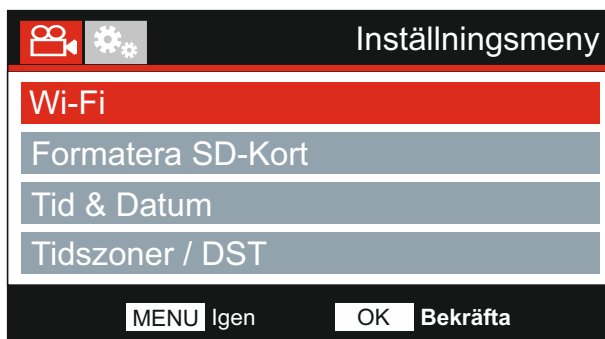 Inställningsmeny
Wi-Fi
Formatera SD-Kort
Tid & Datum
Tidszoner / DST
MENU Igen OK Bekräfta